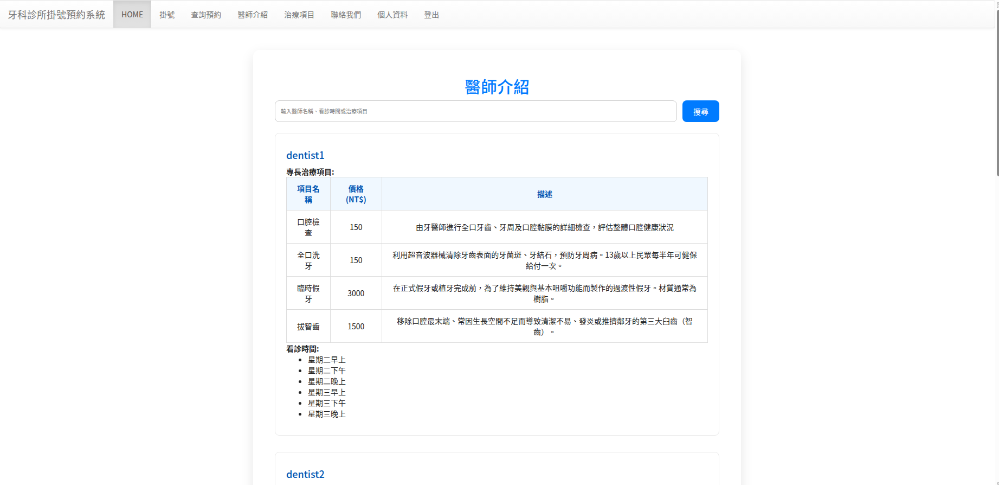 牙科診所掛號預約系統 HOME 掛號 查詢預約 醫師介紹 治療項目 聯絡我們 個人資料 登出
醫師介紹
輸入醫師名稱、看診時間或治療項目 搜尋
dentist1
專長治療項目:
項目名稱 價格(NT$) 描述
口腔檢查 150 由牙醫師進行全口牙齒、牙周及口腔黏膜的詳細檢查，評估整體口腔健康狀況
全口洗牙 150 利用超音波器械清除牙齒表面的牙菌斑、牙結石，預防牙周病。13歲以上民眾每半年可健保
給付一次。
臨時假牙 3000 在正式假牙或植牙完成前，為了維持美觀與基本咀嚼功能而製作的過渡性假牙。材質通常為
樹脂。
拔智齒 1500 移除口腔最末端、常因生長空間不足而導致清潔不易、發炎或推擠鄰牙的第三大臼齒（智
齒）。
看診時間:
星期二早上
星期二下午
星期二晚上
星期三早上
星期三下午
星期三晚上
dentist2